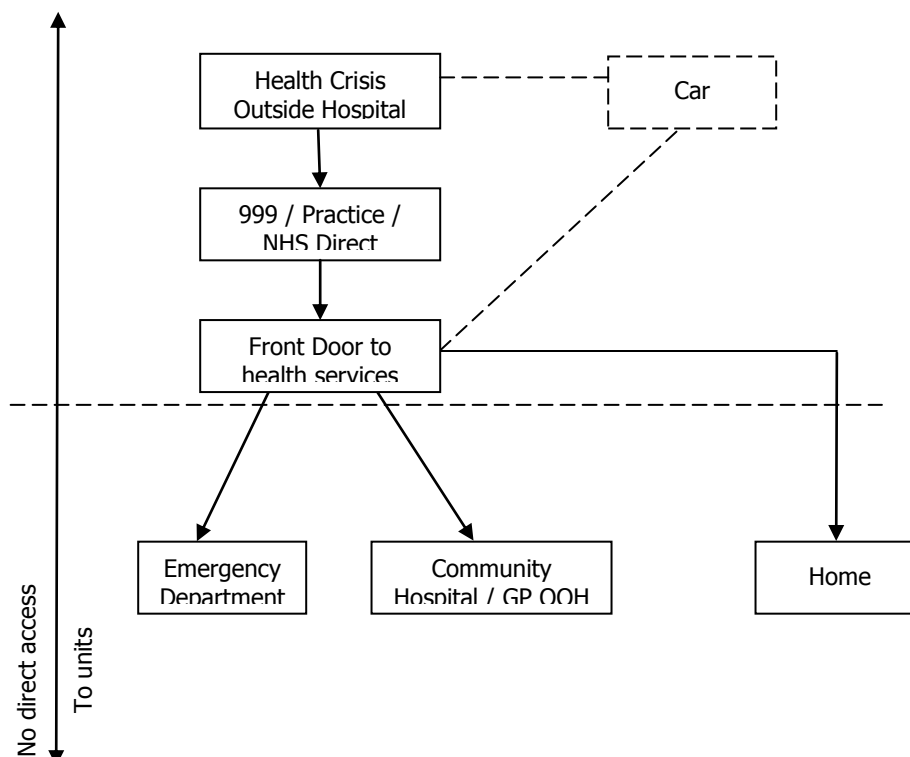 Health Crisis
Outside Hospital
Car
999 / Practice /
NHS Direct
Front Door to
health services
Emergency
Department
Community
Hospital / GP OOH
Home
No direct access
To units